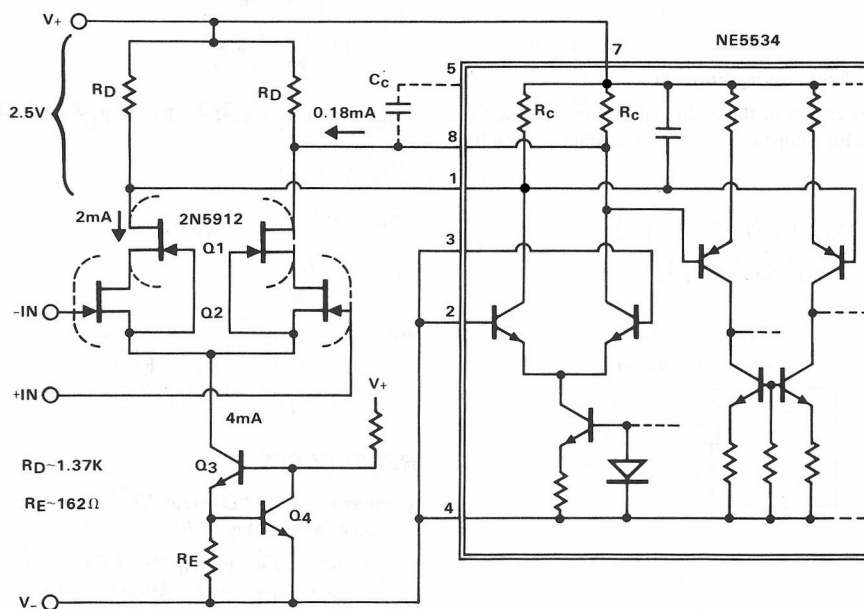 V+
7
NE5534
5
RD
RD
Cc
2.5V
0.18mA
Rc
Rc
8
1
2mA
2N5912
Q1
3
Q2
–IN
2
+IN
V+
4mA
RD~1.37K
Q3
RE~162Ω
Q4
4
RE
V–